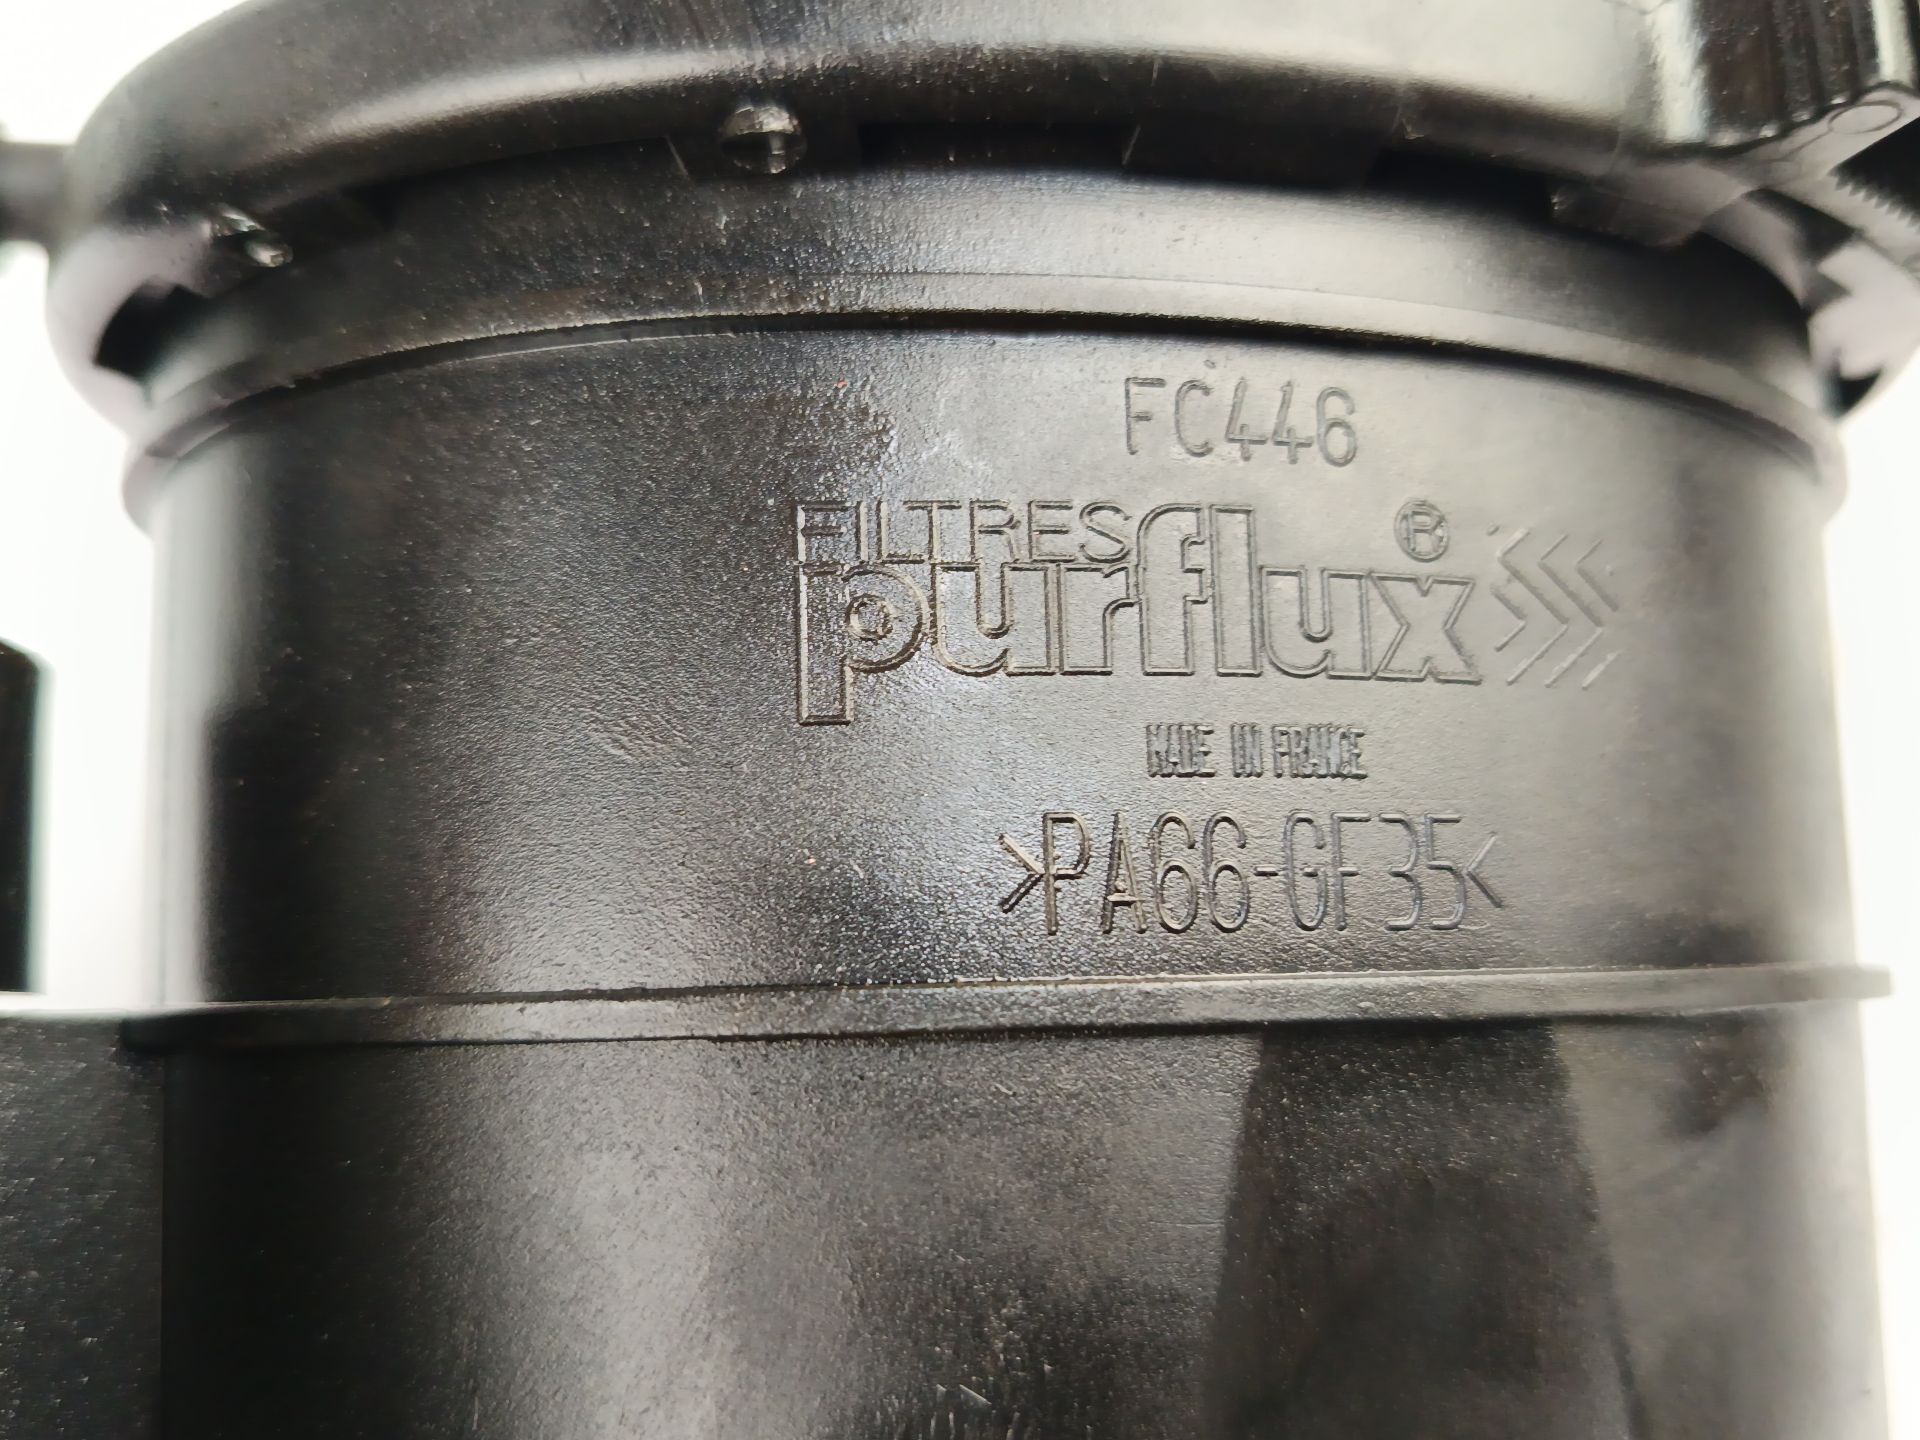 FC446
FILTRES
purflux®
MADE IN FRANCE
>PA66-GF35<